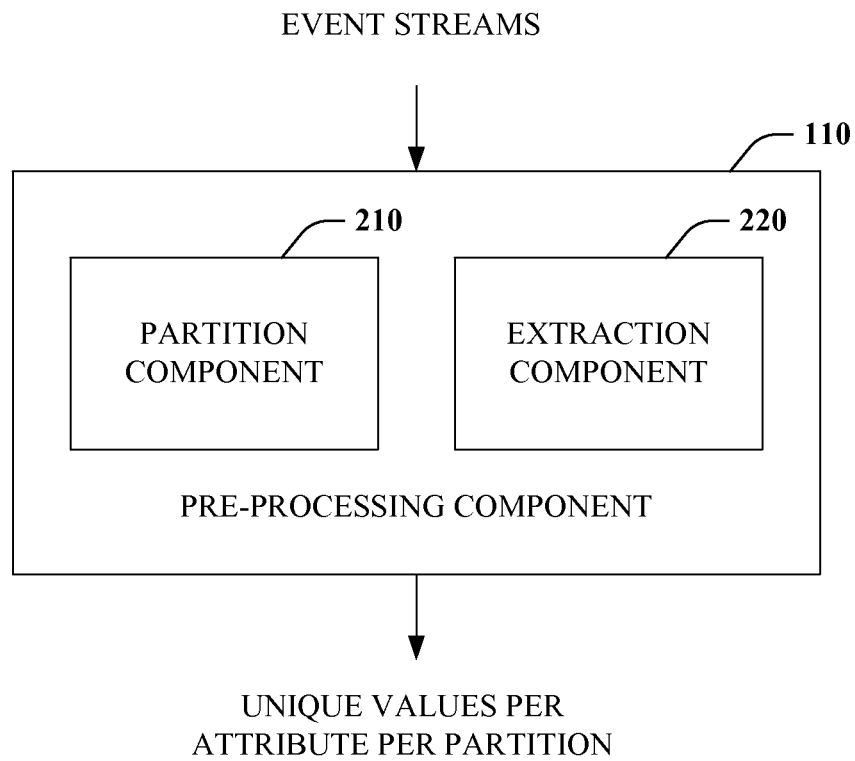 EVENT STREAMS
110
210
220
PARTITION
COMPONENT
EXTRACTION
COMPONENT
PRE-PROCESSING COMPONENT
UNIQUE VALUES PER
ATTRIBUTE PER PARTITION